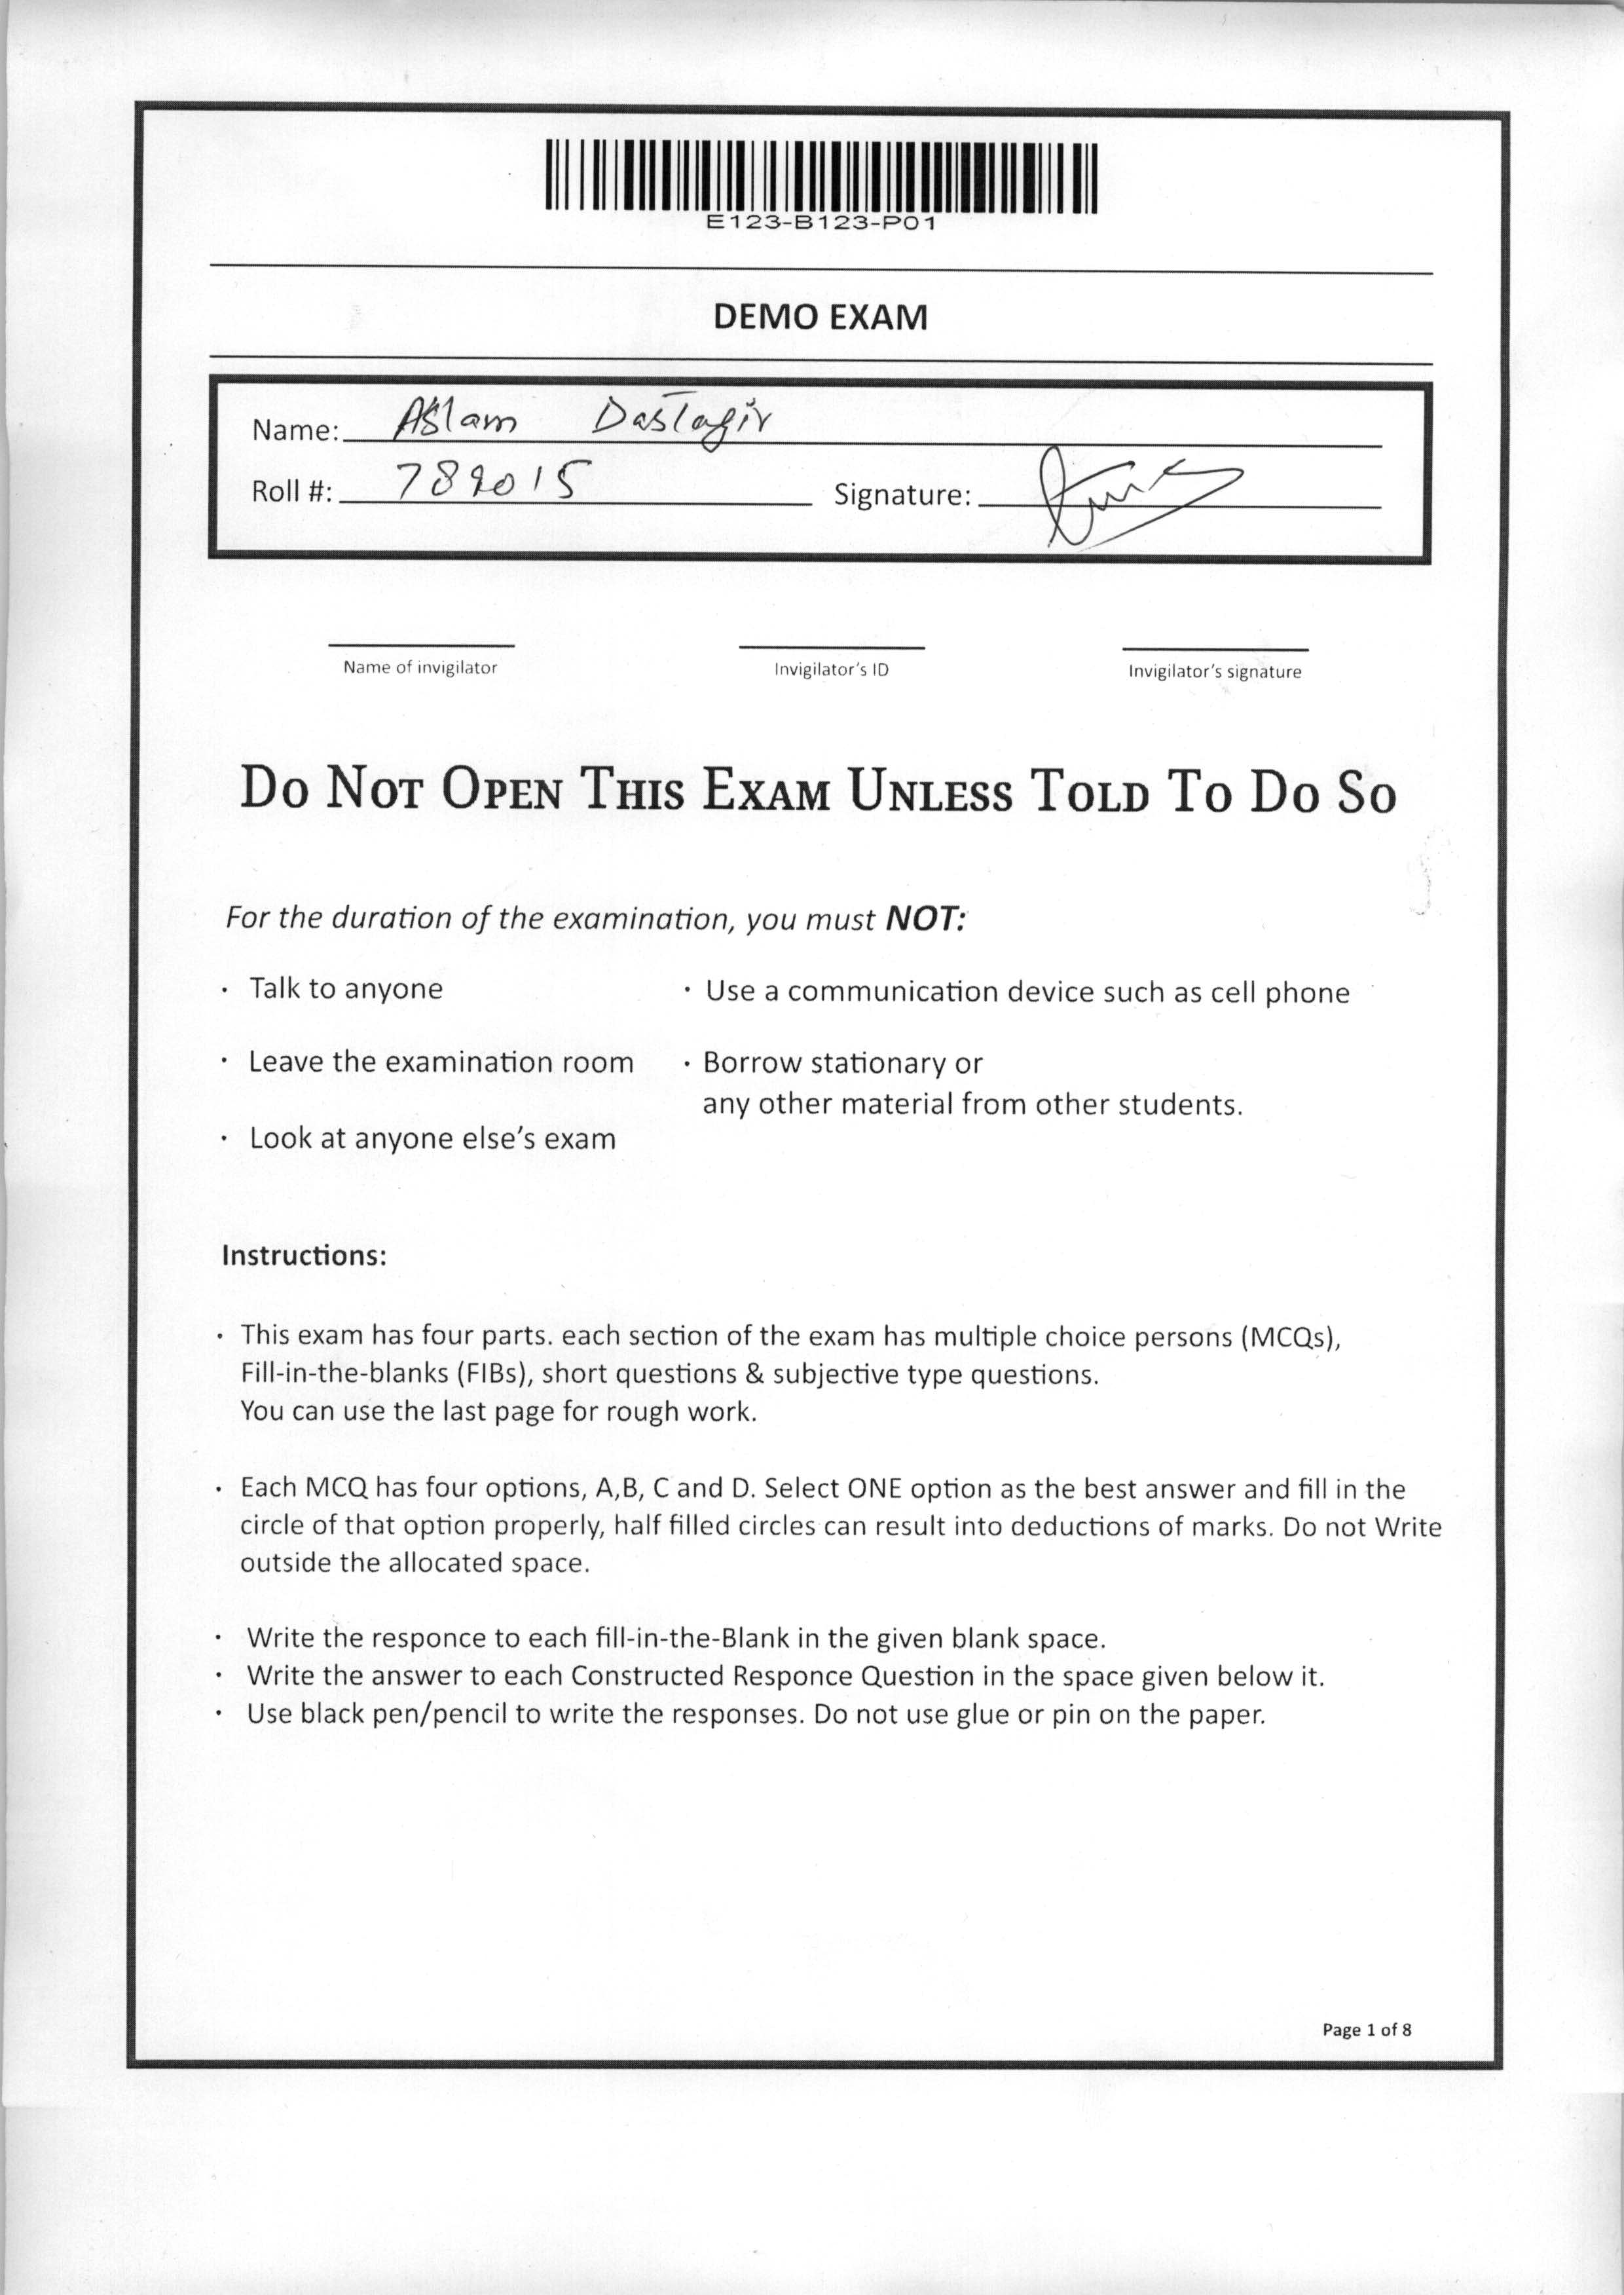 E123-B123-P01
DEMO EXAM
Name: Aslam Dastagir
Roll #: 789015 Signature:
Name of invigilator Invigilator's ID Invigilator's signature
Do Not Open This Exam Unless Told To Do So
For the duration of the examination, you must NOT:
· Talk to anyone · Use a communication device such as cell phone
· Leave the examination room · Borrow stationary or
any other material from other students.
· Look at anyone else's exam
Instructions:
· This exam has four parts. each section of the exam has multiple choice persons (MCQs),
Fill-in-the-blanks (FIBs), short questions & subjective type questions.
You can use the last page for rough work.
· Each MCQ has four options, A,B, C and D. Select ONE option as the best answer and fill in the
circle of that option properly, half filled circles can result into deductions of marks. Do not Write
outside the allocated space.
· Write the responce to each fill-in-the-Blank in the given blank space.
· Write the answer to each Constructed Responce Question in the space given below it.
· Use black pen/pencil to write the responses. Do not use glue or pin on the paper.
Page 1 of 8